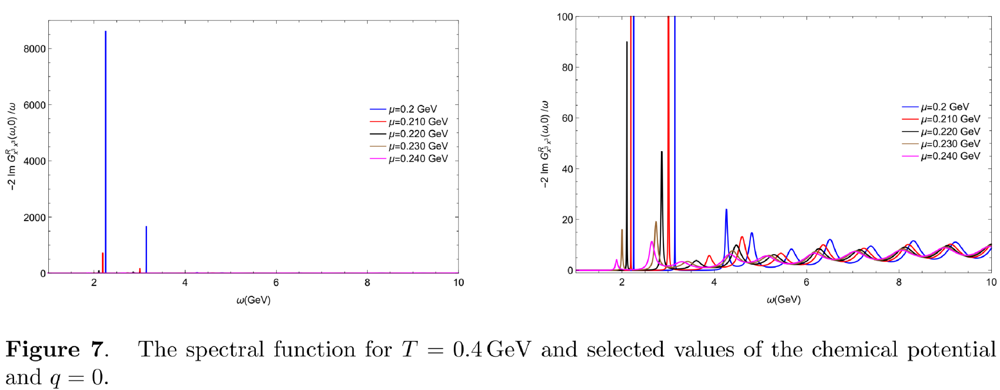 8000
6000
4000
2000
0
2 4 6 8 10
−2 Im G^R_{x^3 x^3}(ω,0) /ω
ω(GeV)
μ=0.2 GeV
μ=0.210 GeV
μ=0.220 GeV
μ=0.230 GeV
μ=0.240 GeV
100
80
60
40
20
0
2 4 6 8 10
−2 Im G^R_{x^3 x^3}(ω,0) /ω
ω(GeV)
μ=0.2 GeV
μ=0.210 GeV
μ=0.220 GeV
μ=0.230 GeV
μ=0.240 GeV
Figure 7. The spectral function for T = 0.4 GeV and selected values of the chemical potential
and q = 0.